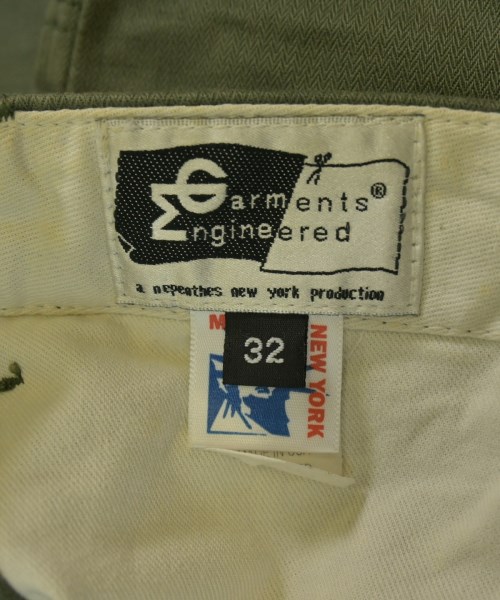 Garments®
Engineered
a nepenthes new york production
32
M
NEW YORK